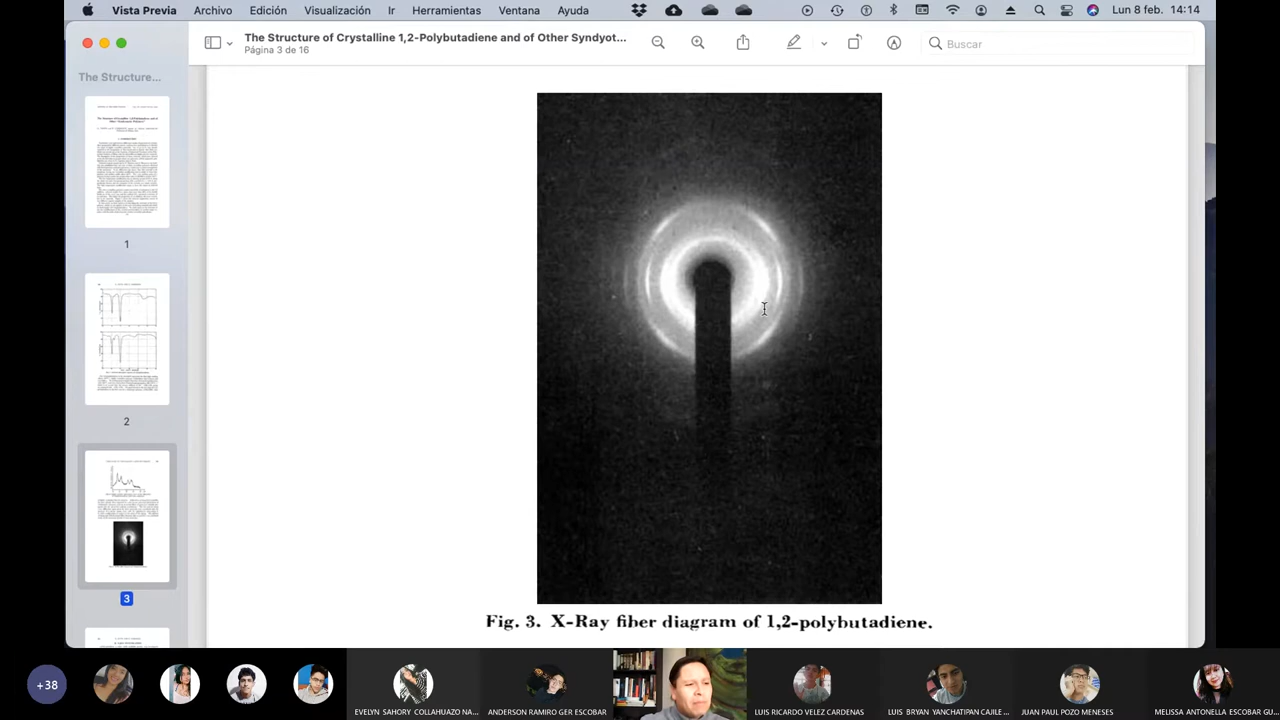 Vista Previa Archivo Edición Visualización Ir Herramientas Ventana Ayuda Lun 8 feb. 14:14
The Structure of Crystalline 1,2-Polybutadiene and of Other Syndyot...
Página 3 de 16
Buscar
The Structure...
1
2
3
Fig. 3. X-Ray fiber diagram of 1,2-polybutadiene.
+38
EVELYN SAHORY COLLAHUAZO NA...
ANDERSON RAMIRO GER ESCOBAR
LUIS RICARDO VELEZ CARDENAS
LUIS BRYAN YANCHATIPAN CAJILE...
JUAN PAUL POZO MENESES
MELISSA ANTONELLA ESCOBAR GU...